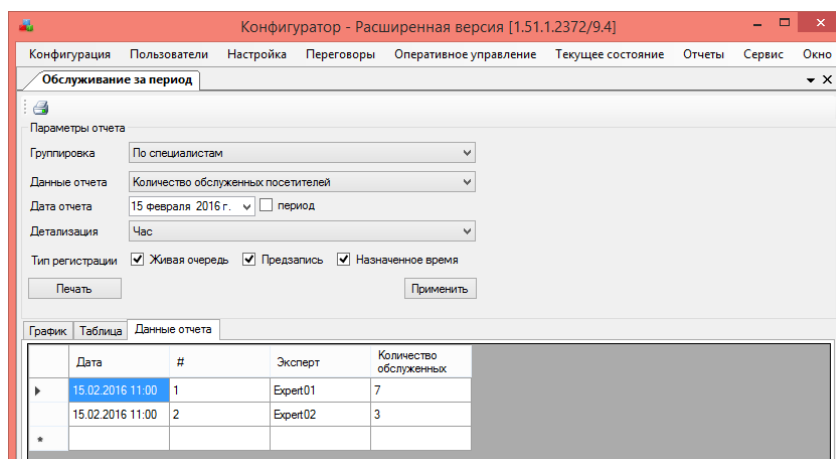 Конфигуратор - Расширенная версия [1.51.1.2372/9.4]
Конфигурация Пользователи Настройка Переговоры Оперативное управление Текущее состояние Отчеты Сервис Окно
Обслуживание за период
Параметры отчета
Группировка По специалистам
Данные отчета Количество обслуженных посетителей
Дата отчета 15 февраля 2016 г. период
Детализация Час
Тип регистрации Живая очередь Предзапись Назначенное время
Печать Применить
График Таблица Данные отчета
Дата # Эксперт Количество обслуженных
15.02.2016 11:00 1 Expert01 7
15.02.2016 11:00 2 Expert02 3